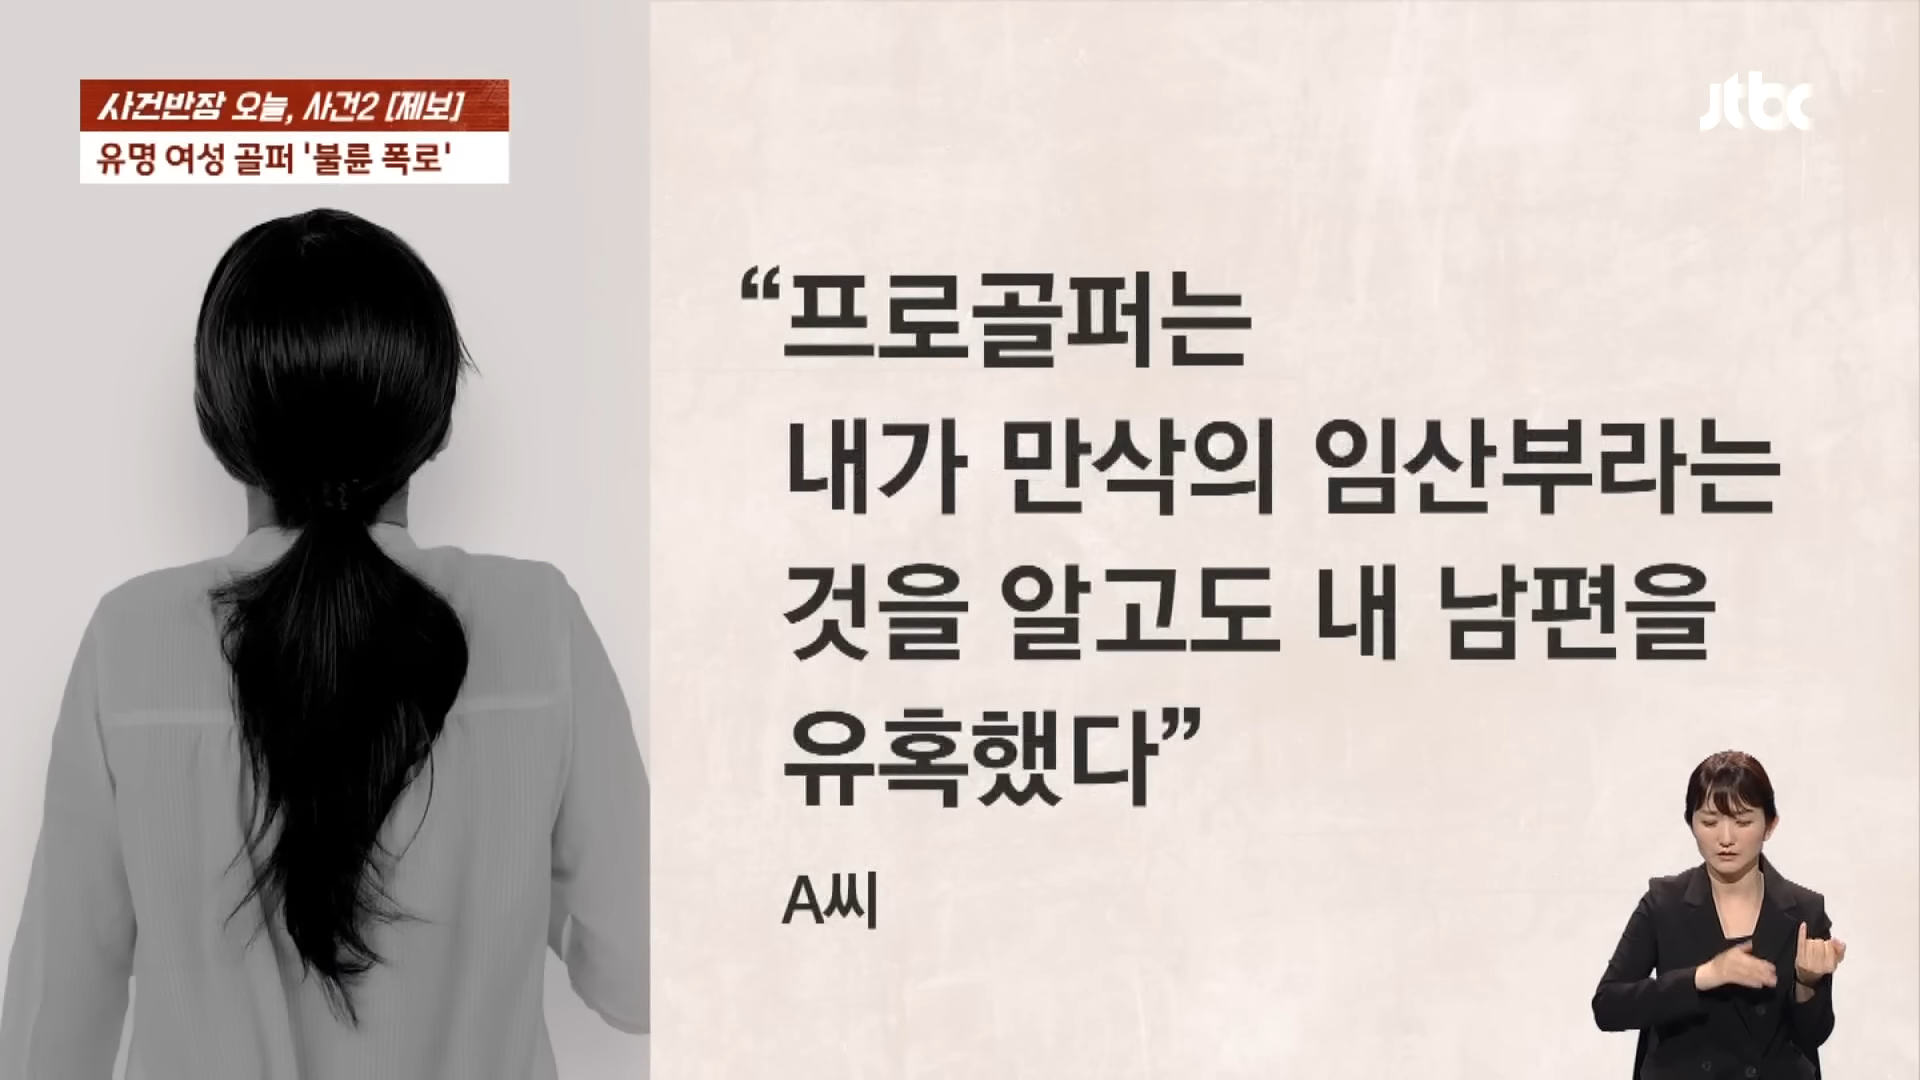 사건반장 오늘, 사건2 [제보]
유명 여성 골퍼 '불륜 폭로'
jtbc
“프로골퍼는
내가 만삭의 임산부라는
것을 알고도 내 남편을
유혹했다”
A씨